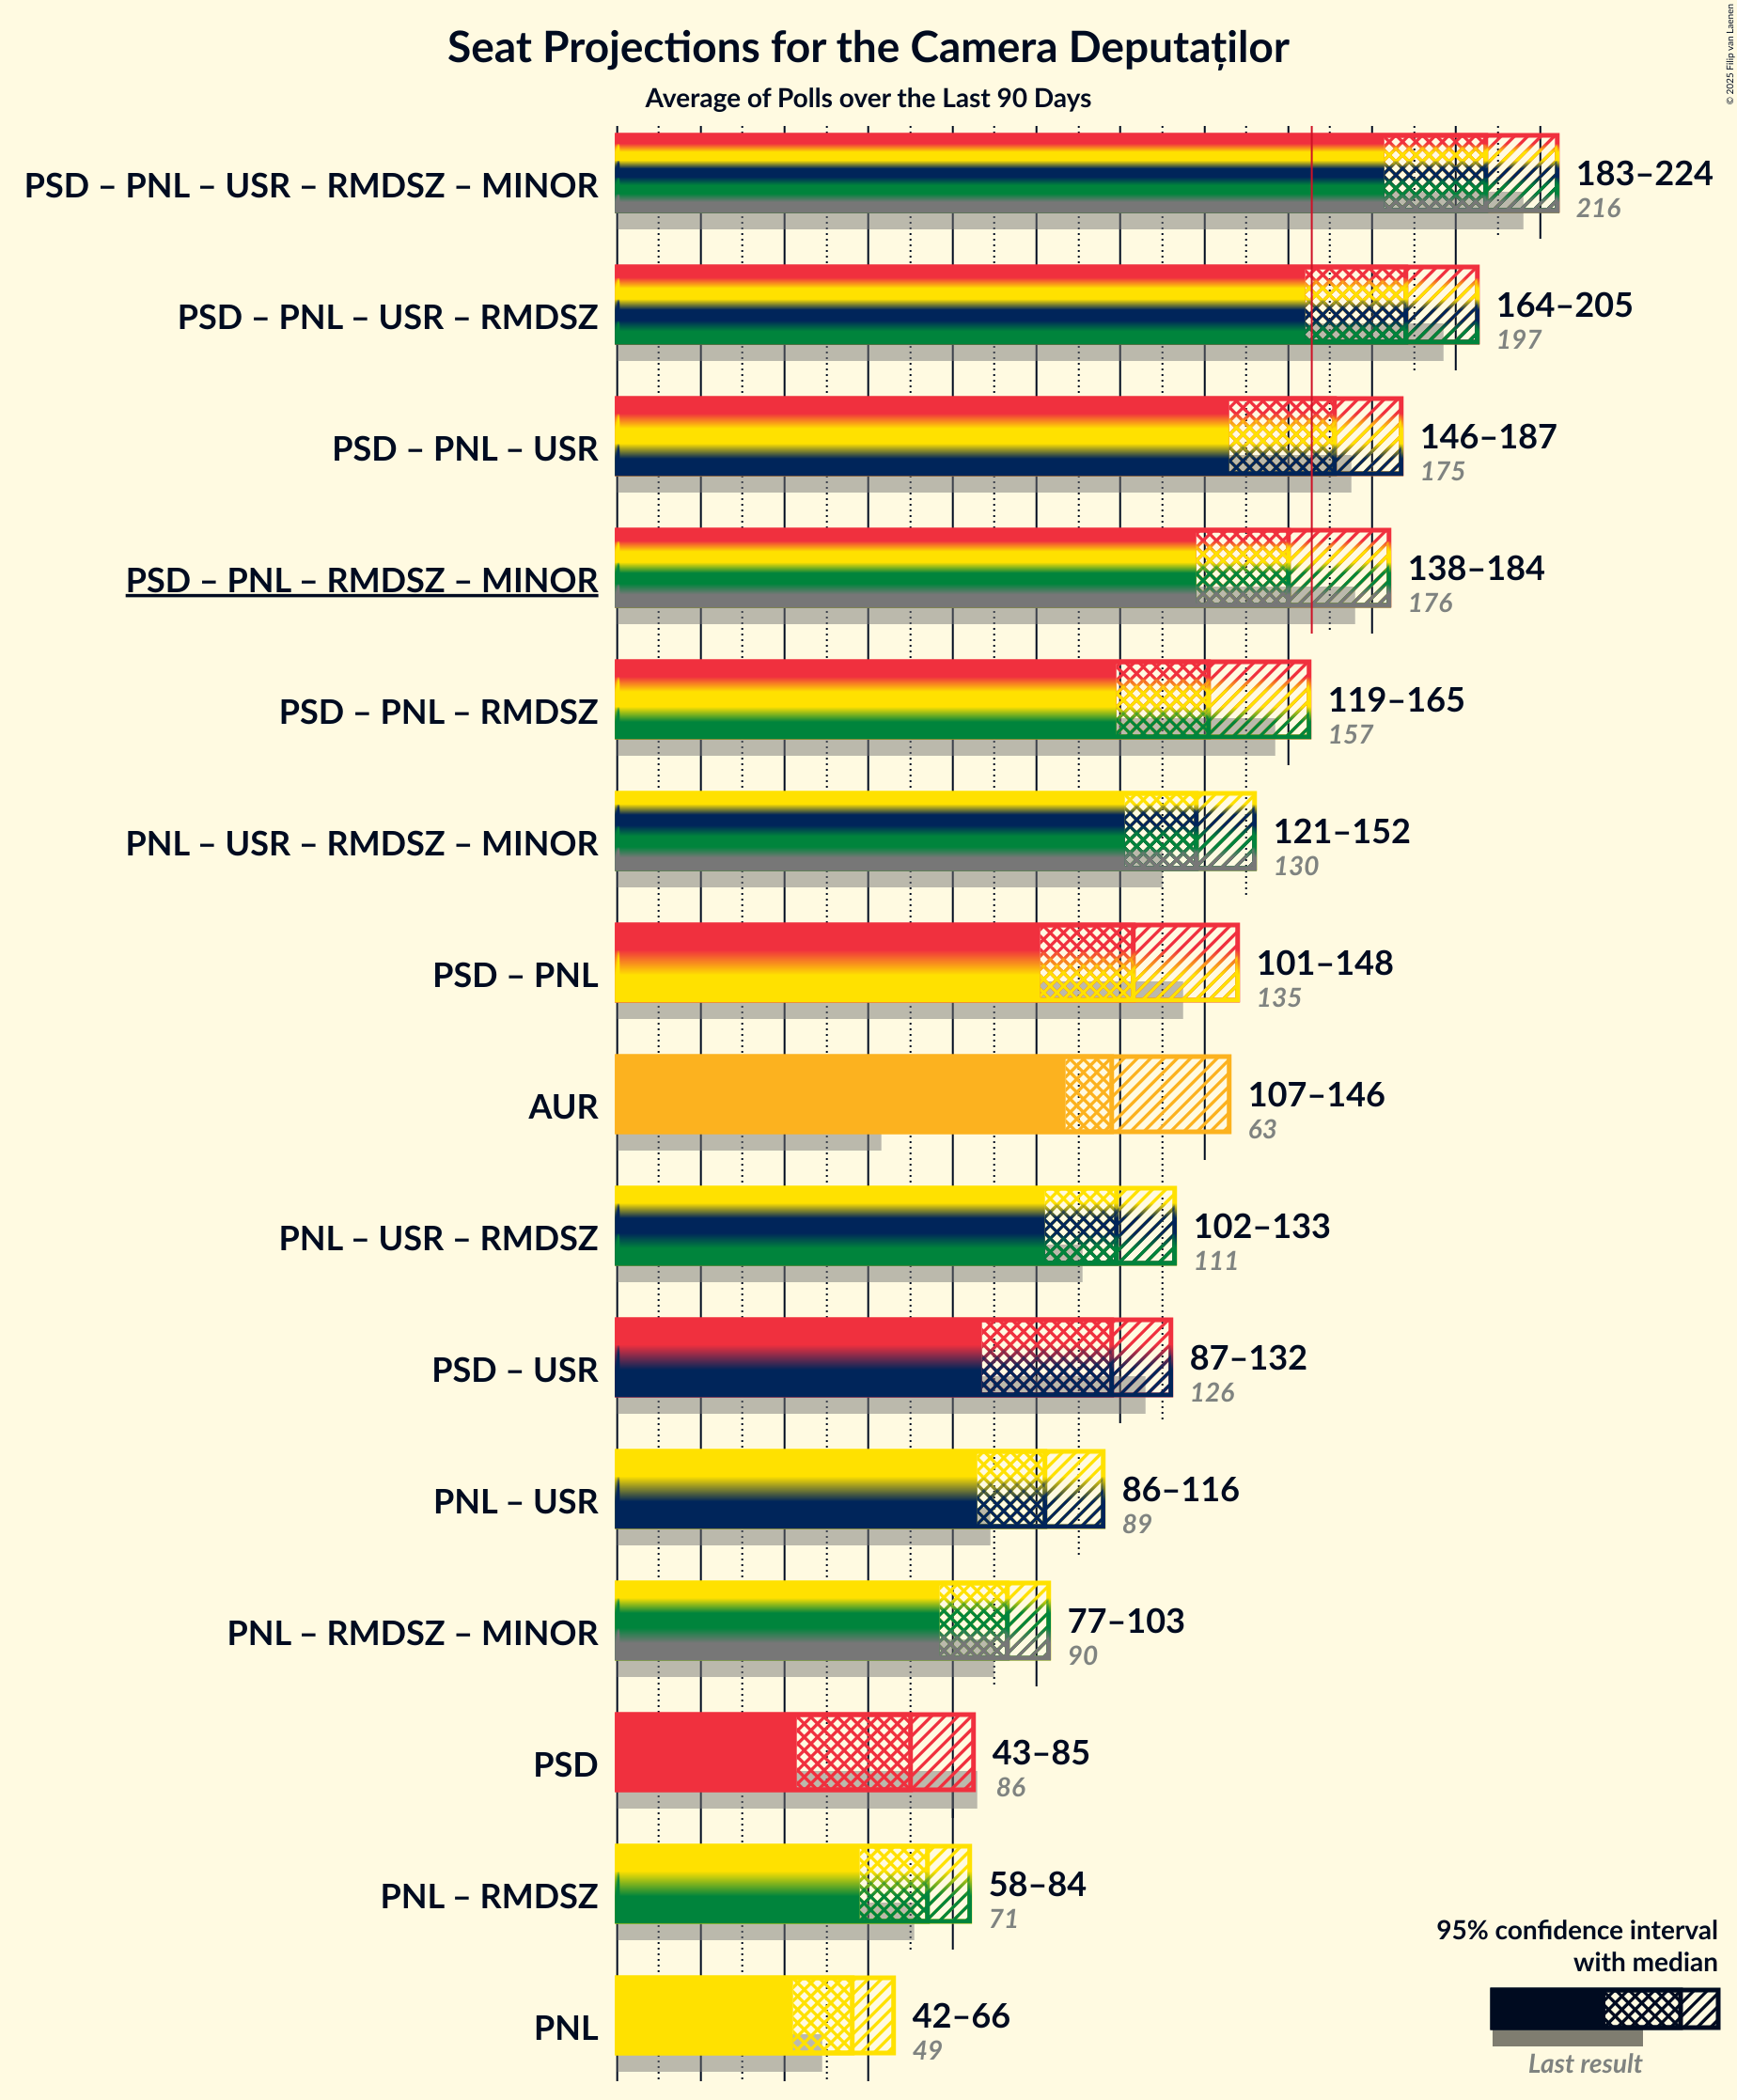 Seat Projections for the Camera Deputaților
Average of Polls over the Last 90 Days
© 2025 Filip van Laenen
PSD – PNL – USR – RMDSZ – MINOR
183–224
216
PSD – PNL – USR – RMDSZ
164–205
197
PSD – PNL – USR
146–187
175
PSD – PNL – RMDSZ – MINOR
138–184
176
PSD – PNL – RMDSZ
119–165
157
PNL – USR – RMDSZ – MINOR
121–152
130
PSD – PNL
101–148
135
AUR
107–146
63
PNL – USR – RMDSZ
102–133
111
PSD – USR
87–132
126
PNL – USR
86–116
89
PNL – RMDSZ – MINOR
77–103
90
PSD
43–85
86
PNL – RMDSZ
58–84
71
PNL
42–66
49
95% confidence interval
with median
Last result